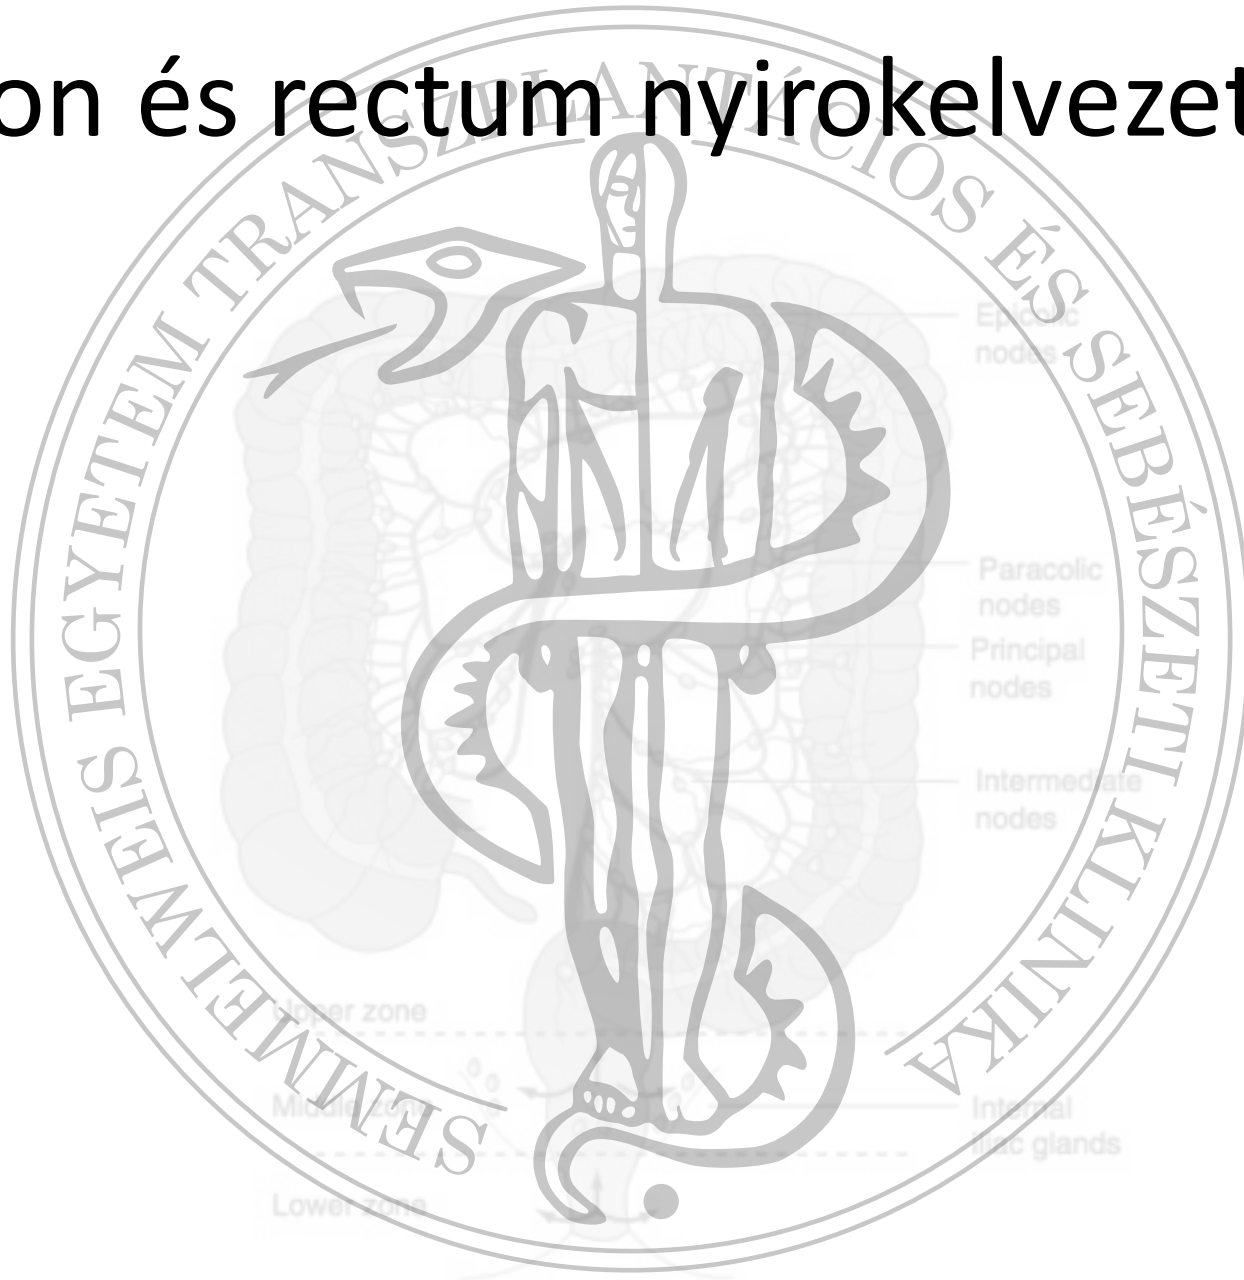 on és rectum nyirokelvezet
SEMMELWEIS EGYETEM TRANSZPLANTÁCIÓS ÉS SEBÉSZETI KLINIKA
Epicolic
nodes
Paracolic
nodes
Principal
nodes
Intermediate
nodes
Upper zone
Middle zone
Internal
iliac glands
Lower zone